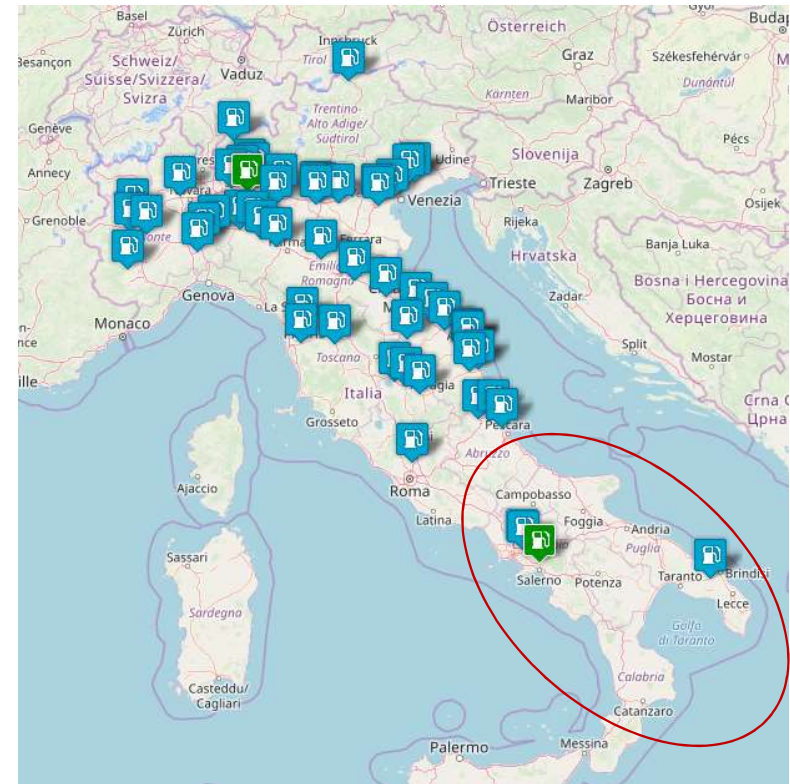 Basel
Zürich
Innsbruck
Österreich
Győr
Budap
Besançon
Schweiz/
Suisse/Svizzera/
Svizra
Vaduz
Tirol
Graz
Székesfehérvár
Dunántúl
Kärnten
Maribor
Genève
Trentino-
Alto Adige/
Südtirol
Pécs
Annecy
Udine
Slovenija
Trieste
Zagreb
Osijek
Venezia
Grenoble
Rijeka
Hrvatska
Banja Luka
Ferrara
Emilia
Romagna
Bosna i Hercegovina
Босна и
Херцеговина
Genova
Zadar
Monaco
Split
Mostar
Toscana
Italia
Grosseto
Crna G
Црна
Pescara
Abruzzo
Ajaccio
Roma
Campobasso
Latina
Foggia
Andria
Puglia
Sassari
Salerno
Potenza
Taranto
Brindisi
Lecce
Sardegna
Golfo
di Taranto
Calabria
Casteddu/
Cagliari
Catanzaro
Palermo
Messina